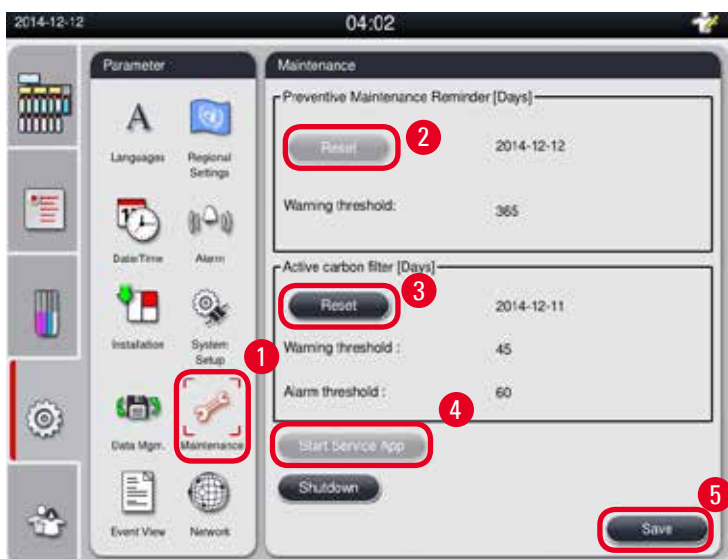 2014-12-12
04:02
Parameter
Languages
Regional
Settings
Date/Time
Alarm
Installation
System
Setup
1
Data Mgm.
Maintenance
Event View
Network
Maintenance
Preventive Maintenance Reminder [Days]
Reset
2
2014-12-12
Warning threshold:
365
Active carbon filter [Days]
Reset
3
2014-12-11
Warning threshold :
45
Alarm threshold :
60
4
Start Service App
Shutdown
5
Save